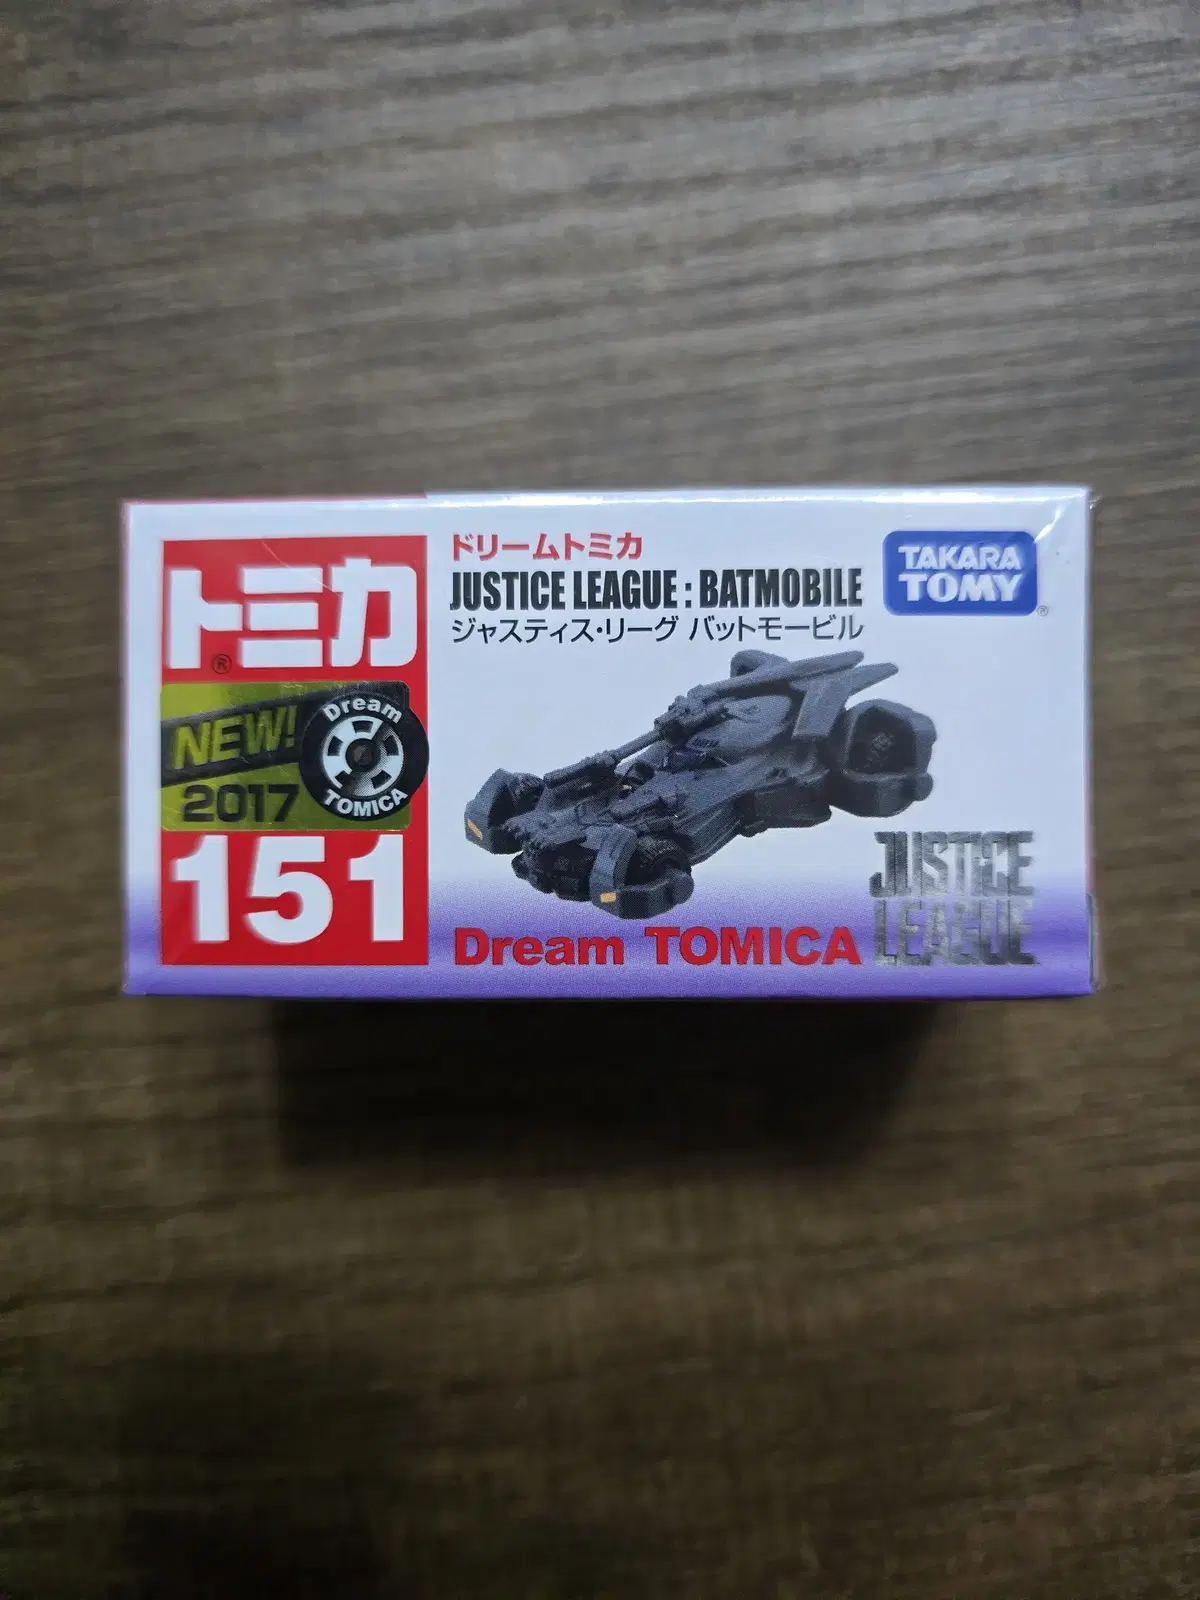 トミカ®
NEW!
2017
Dream
TOMICA
151
ドリームトミカ
JUSTICE LEAGUE : BATMOBILE
ジャスティス・リーグ バットモービル
TAKARA
TOMY®
Dream TOMICA
JUSTICE
LEAGUE